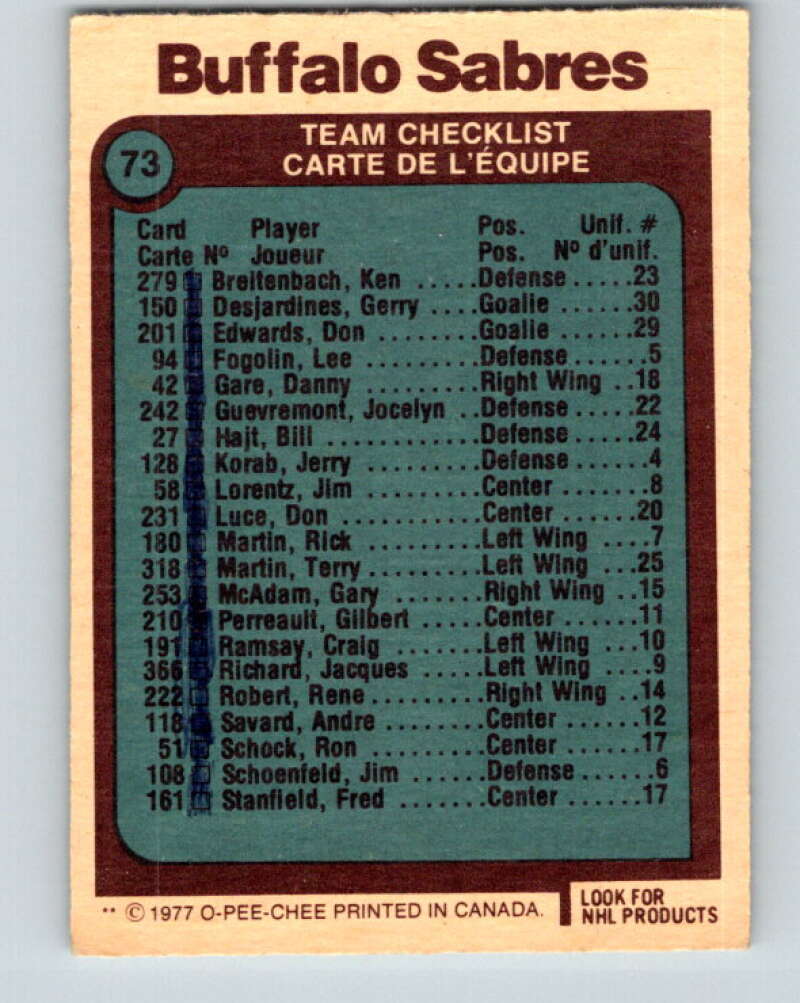 Buffalo Sabres
73
TEAM CHECKLIST
CARTE DE L'ÉQUIPE
Card Player Pos. Unif. #
Carte Nº Joueur Pos. Nº d'unif.
279 Breitenbach, Ken .....Defense.....23
150 Desjardines, Gerry ....Goalie ......30
201 Edwards, Don .........Goalie ......29
94 Fogolin, Lee ..........Defense......5
42 Gare, Danny ..........Right Wing ..18
242 Guevremont, Jocelyn ..Defense.....22
27 Hajt, Bill .............Defense.....24
128 Korab, Jerry ..........Defense......4
58 Lorentz, Jim ..........Center .......8
231 Luce, Don ............Center ......20
180 Martin, Rick ..........Left Wing ....7
318 Martin, Terry..........Left Wing ...25
253 McAdam, Gary ........Right Wing ..15
210 Perreault, Gilbert ......Center ......11
191 Ramsay, Craig ........Left Wing ...10
366 Richard, Jacques ......Left Wing ....9
222 Robert, Rene..........Right Wing ..14
118 Savard, Andre .........Center ......12
51 Schock, Ron ..........Center ......17
108 Schoenfeld, Jim .......Defense......6
161 Stanfield, Fred ........Center ......17
** © 1977 O-PEE-CHEE PRINTED IN CANADA.
LOOK FOR
NHL PRODUCTS